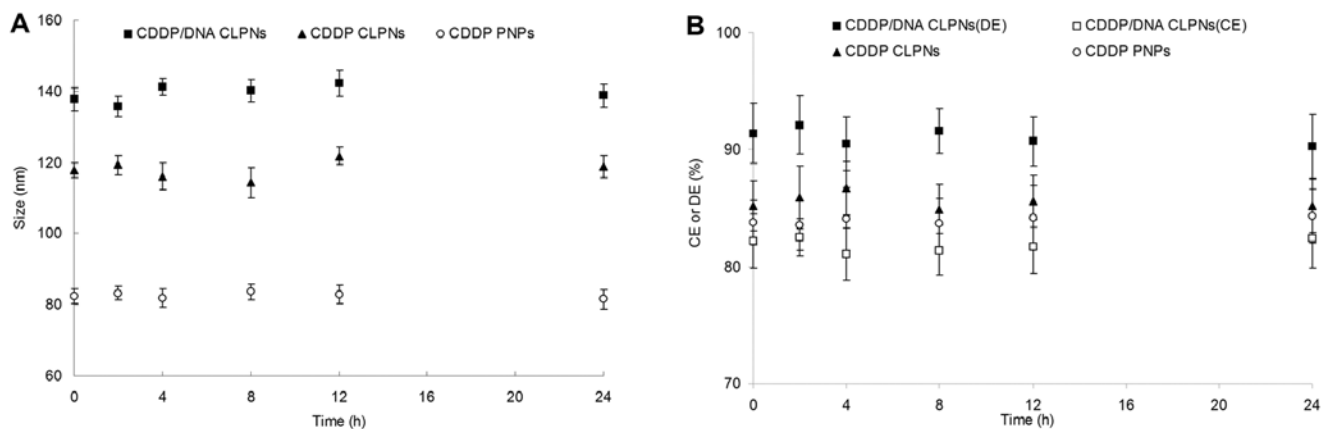 A
CDDP/DNA CLPNs CDDP CLPNs CDDP PNPs
160
140
120
100
80
60
Size (nm)
0 4 8 12 16 20 24
Time (h)
B
CDDP/DNA CLPNs(DE) CDDP/DNA CLPNs(CE)
CDDP CLPNs CDDP PNPs
100
90
80
70
CE or DE (%)
0 4 8 12 16 20 24
Time (h)